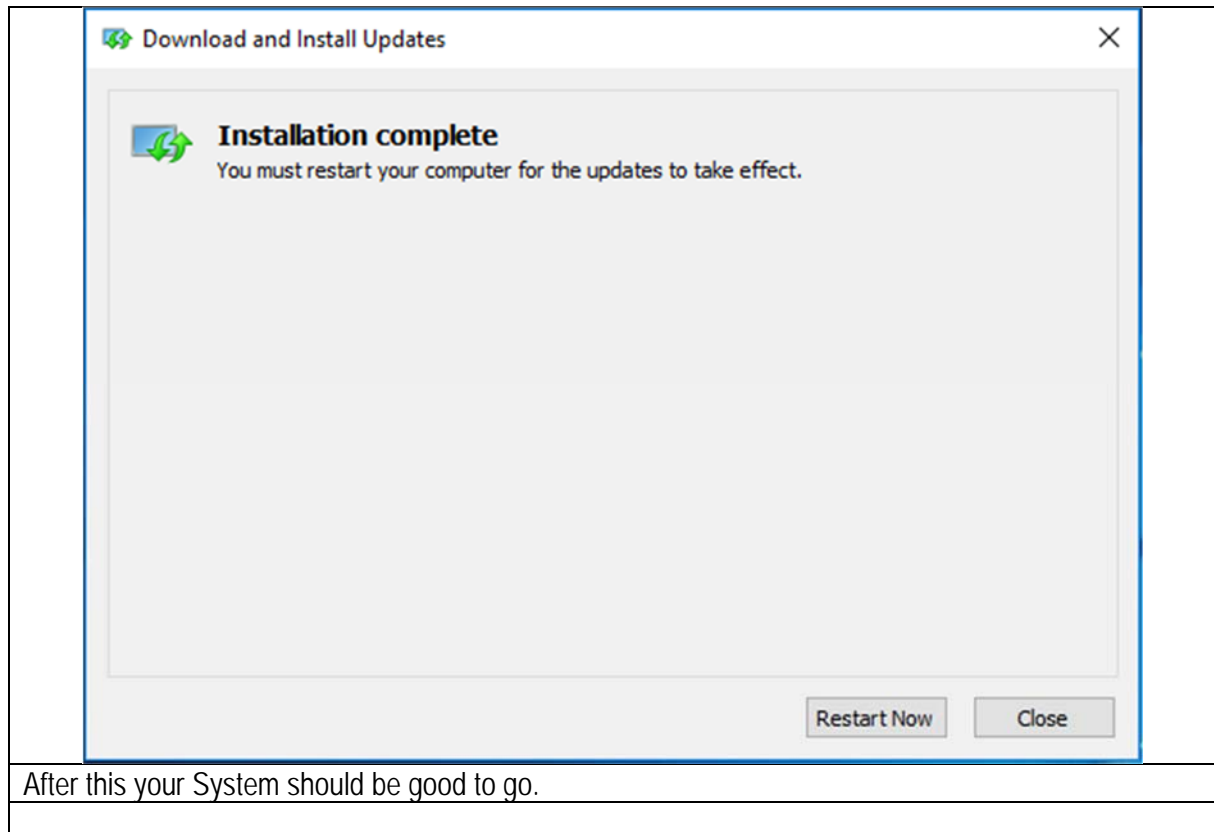 Download and Install Updates
Installation complete
You must restart your computer for the updates to take effect.
Restart Now
Close
After this your System should be good to go.